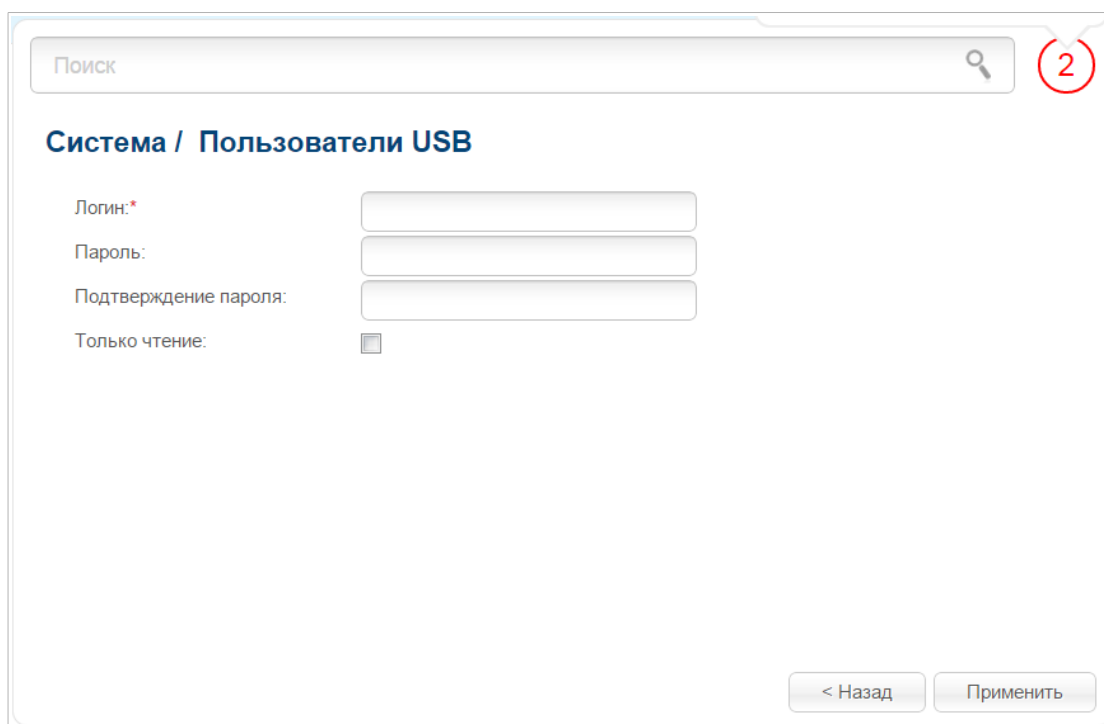 Поиск
2
Система / Пользователи USB
Логин:*
Пароль:
Подтверждение пароля:
Только чтение:
< Назад
Применить